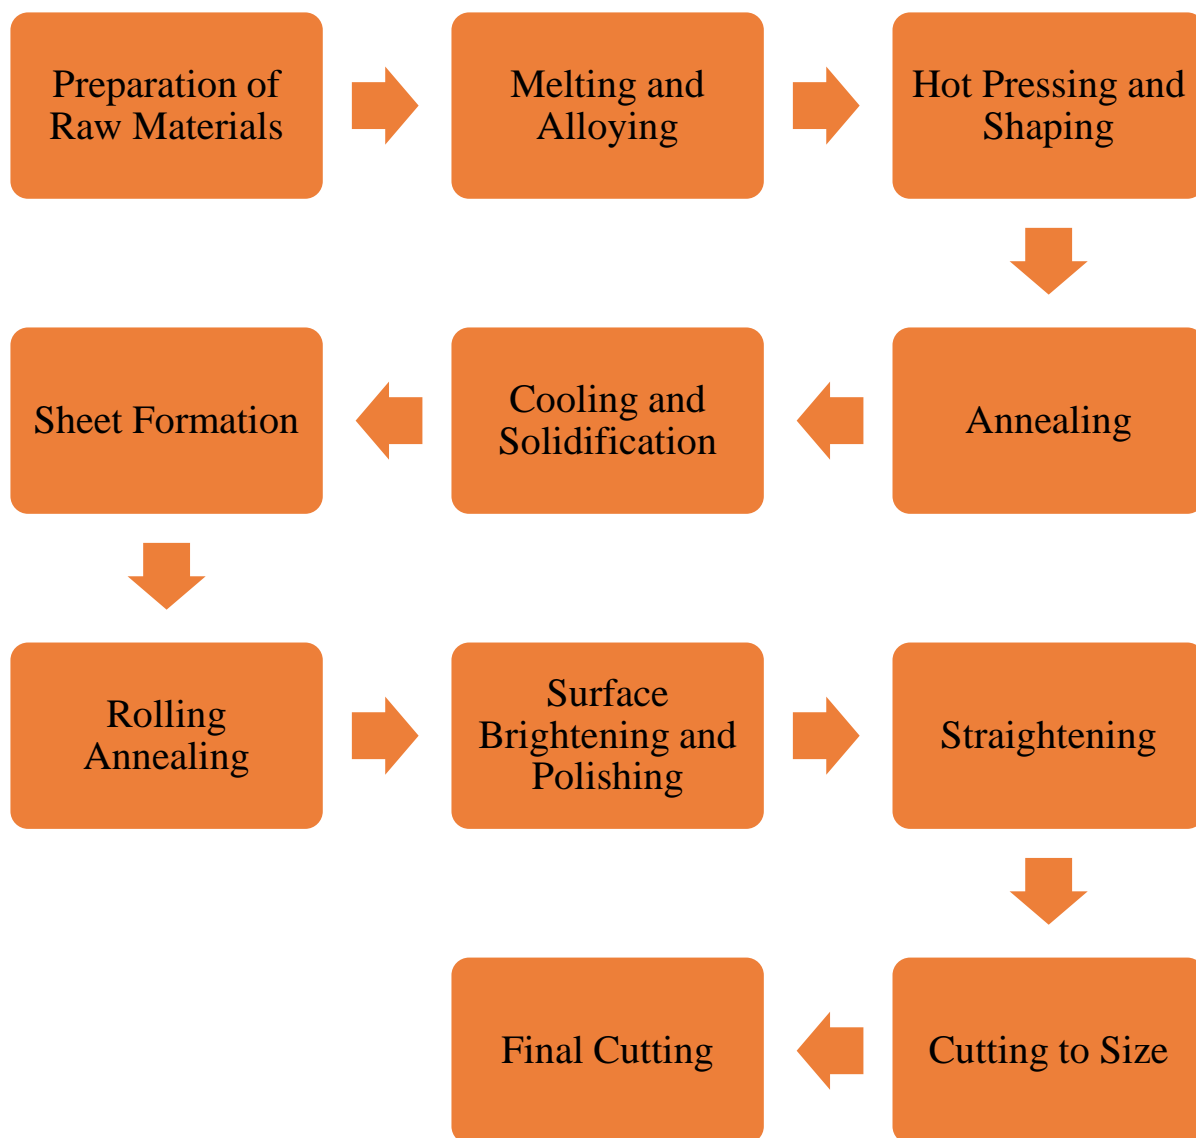 Preparation of
Raw Materials
Melting and
Alloying
Hot Pressing and
Shaping
Annealing
Cooling and
Solidification
Sheet Formation
Rolling
Annealing
Surface
Brightening and
Polishing
Straightening
Cutting to Size
Final Cutting